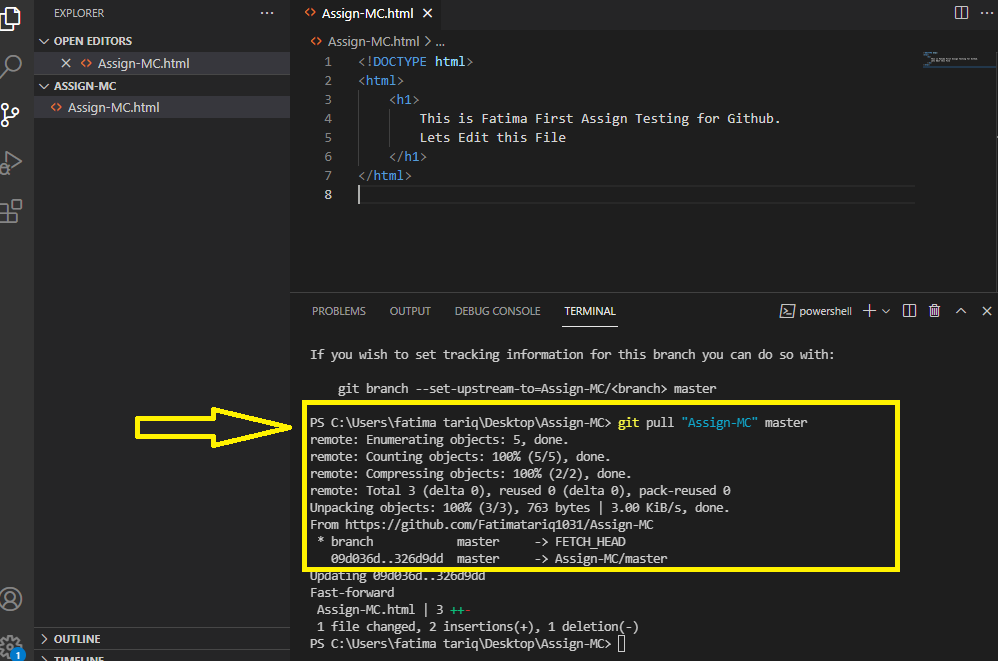 EXPLORER
OPEN EDITORS
Assign-MC.html
ASSIGN-MC
Assign-MC.html
OUTLINE
TIMELINE
1
Assign-MC.html
Assign-MC.html > ...
1 <!DOCTYPE html>
2 <html>
3 <h1>
4 This is Fatima First Assign Testing for Github.
5 Lets Edit this File
6 </h1>
7 </html>
8
PROBLEMS OUTPUT DEBUG CONSOLE TERMINAL powershell
If you wish to set tracking information for this branch you can do so with:
git branch --set-upstream-to=Assign-MC/<branch> master
PS C:\Users\fatima tariq\Desktop\Assign-MC> git pull "Assign-MC" master
remote: Enumerating objects: 5, done.
remote: Counting objects: 100% (5/5), done.
remote: Compressing objects: 100% (2/2), done.
remote: Total 3 (delta 0), reused 0 (delta 0), pack-reused 0
Unpacking objects: 100% (3/3), 763 bytes | 3.00 KiB/s, done.
From https://github.com/Fatimatariq1031/Assign-MC
* branch master -> FETCH_HEAD
09d036d..326d9dd master -> Assign-MC/master
Updating 09d036d..326d9dd
Fast-forward
Assign-MC.html | 3 ++-
1 file changed, 2 insertions(+), 1 deletion(-)
PS C:\Users\fatima tariq\Desktop\Assign-MC>